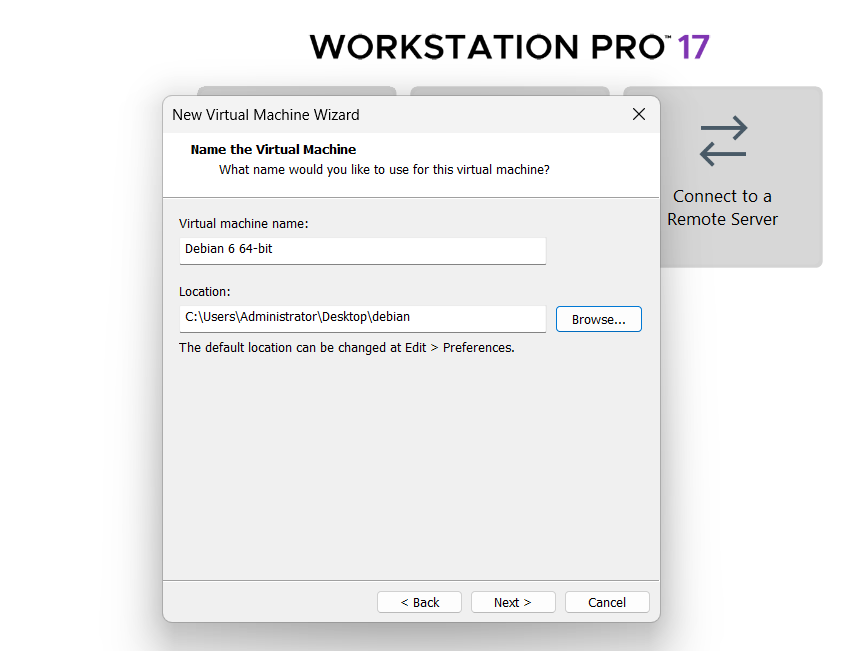 WORKSTATION PRO™ 17
New Virtual Machine Wizard
Name the Virtual Machine
What name would you like to use for this virtual machine?
Virtual machine name:
Debian 6 64-bit
Location:
C:\Users\Administrator\Desktop\debian
Browse...
The default location can be changed at Edit > Preferences.
< Back
Next >
Cancel
Connect to a
Remote Server